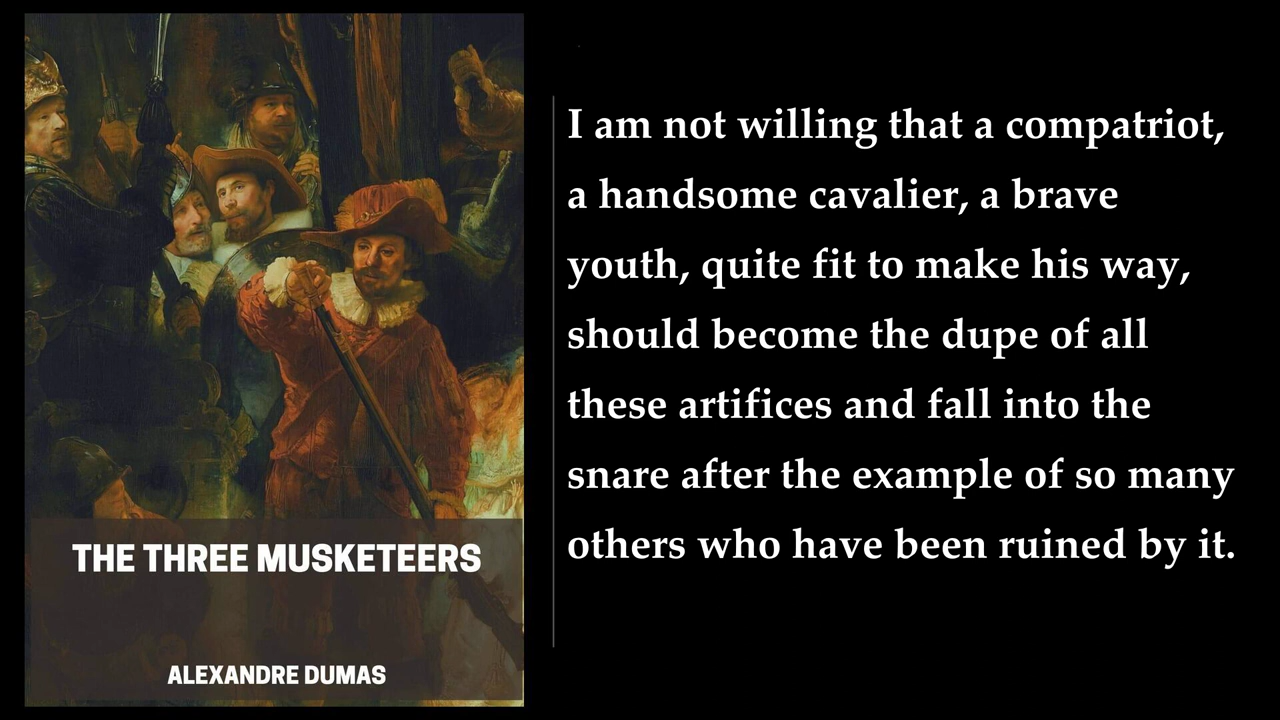 THE THREE MUSKETEERS
ALEXANDRE DUMAS
I am not willing that a compatriot,
a handsome cavalier, a brave
youth, quite fit to make his way,
should become the dupe of all
these artifices and fall into the
snare after the example of so many
others who have been ruined by it.